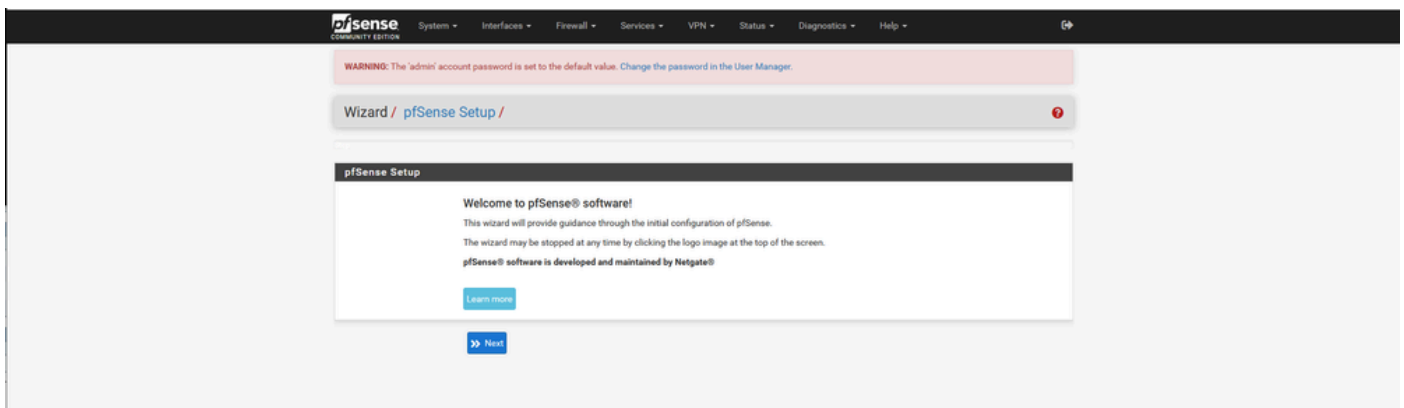 pfsense System Interfaces Firewall Services VPN Status Diagnostics Help
COMMUNITY EDITION
WARNING: The 'admin' account password is set to the default value. Change the password in the User Manager.
Wizard / pfSense Setup /
pfSense Setup
Welcome to pfSense® software!
This wizard will provide guidance through the initial configuration of pfSense.
The wizard may be stopped at any time by clicking the logo image at the top of the screen.
pfSense® software is developed and maintained by Netgate®
Learn more
Next